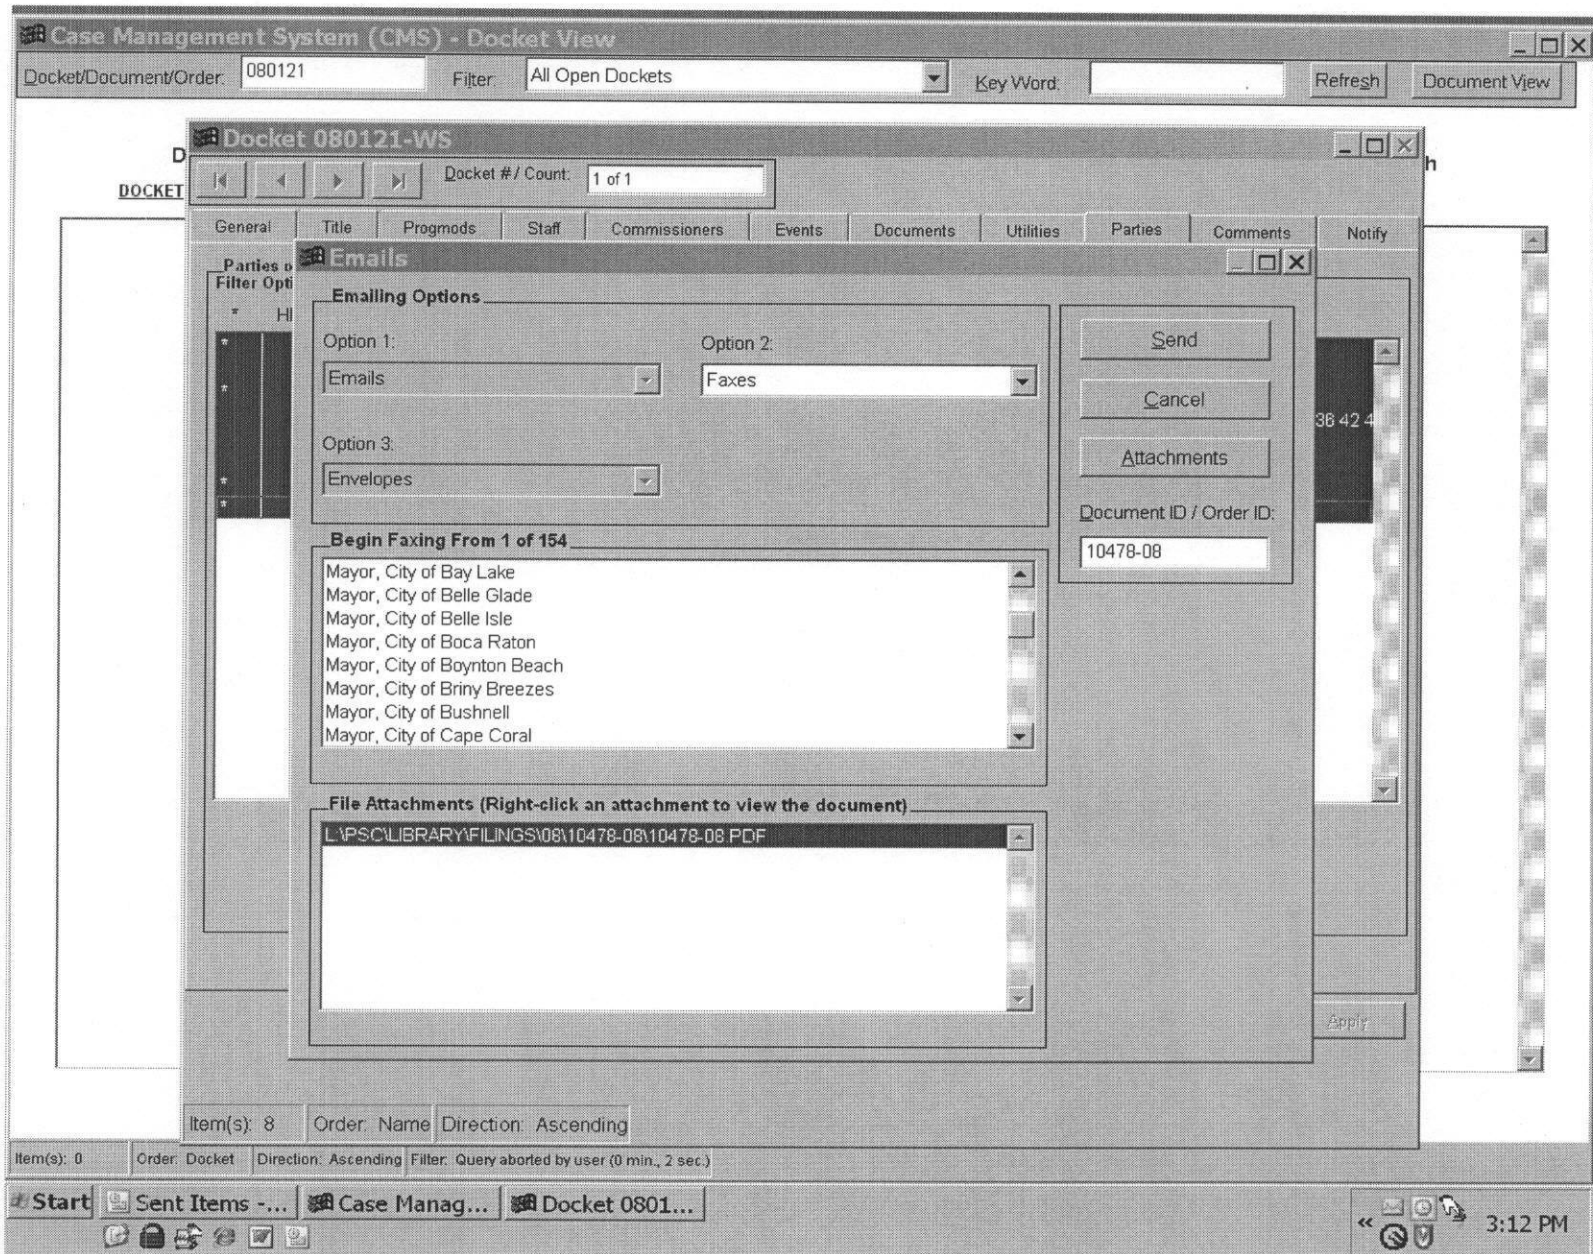 Case Management System (CMS) - Docket View
Docket/Document/Order: 080121 Filter: All Open Dockets Key Word: Refresh Document View
D h
DOCKET
Docket 080121-WS
Docket # / Count: 1 of 1
General Title Progmods Staff Commissioners Events Documents Utilities Parties Comments Notify
Parties o
Filter Opti
* HI
*
*
*
*
36 42 4
Emails
Emailing Options
Option 1: Option 2:
Emails Faxes
Option 3:
Envelopes
Send
Cancel
Attachments
Document ID / Order ID:
10478-08
Begin Faxing From 1 of 154
Mayor, City of Bay Lake
Mayor, City of Belle Glade
Mayor, City of Belle Isle
Mayor, City of Boca Raton
Mayor, City of Boynton Beach
Mayor, City of Briny Breezes
Mayor, City of Bushnell
Mayor, City of Cape Coral
File Attachments (Right-click an attachment to view the document)
L:\PSC\LIBRARY\FILINGS\08\10478-08\10478-08.PDF
Apply
Item(s): 8 Order: Name Direction: Ascending
Item(s): 0 Order: Docket Direction: Ascending Filter: Query aborted by user (0 min., 2 sec.)
Start Sent Items -... Case Manag... Docket 0801...
« 3:12 PM